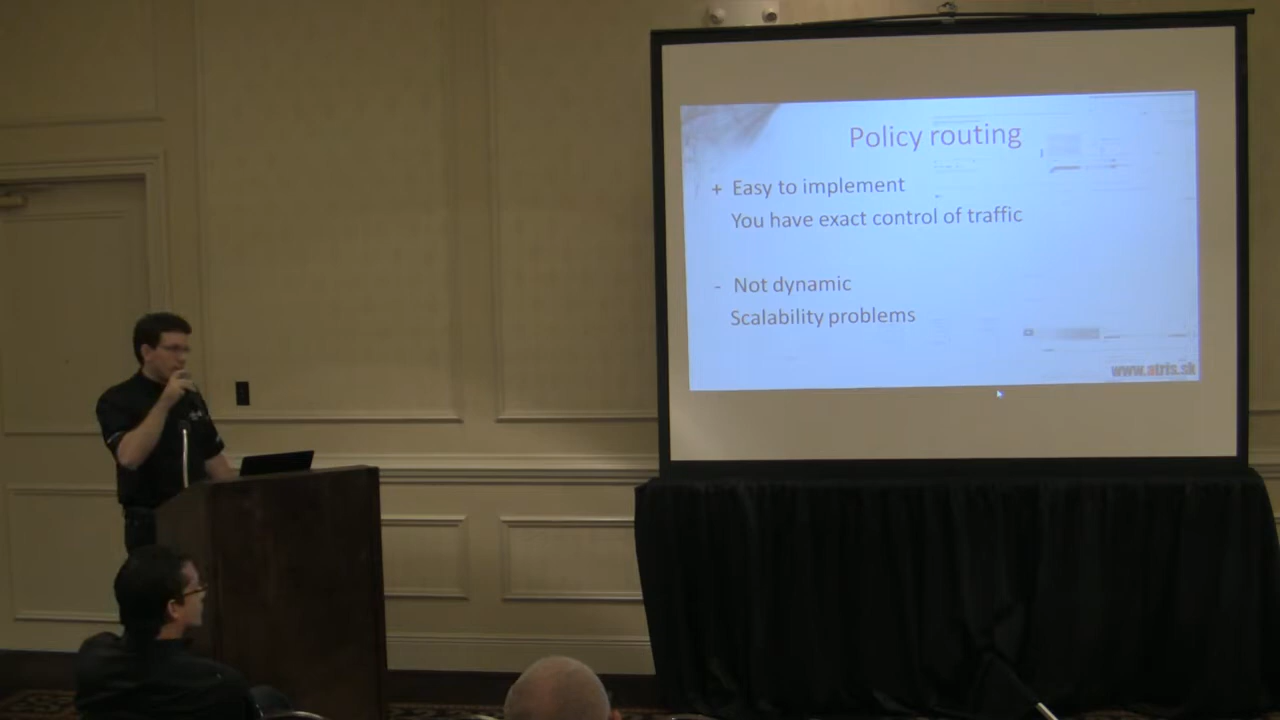 Policy routing
+ Easy to implement
You have exact control of traffic
- Not dynamic
Scalability problems
www.atris.sk